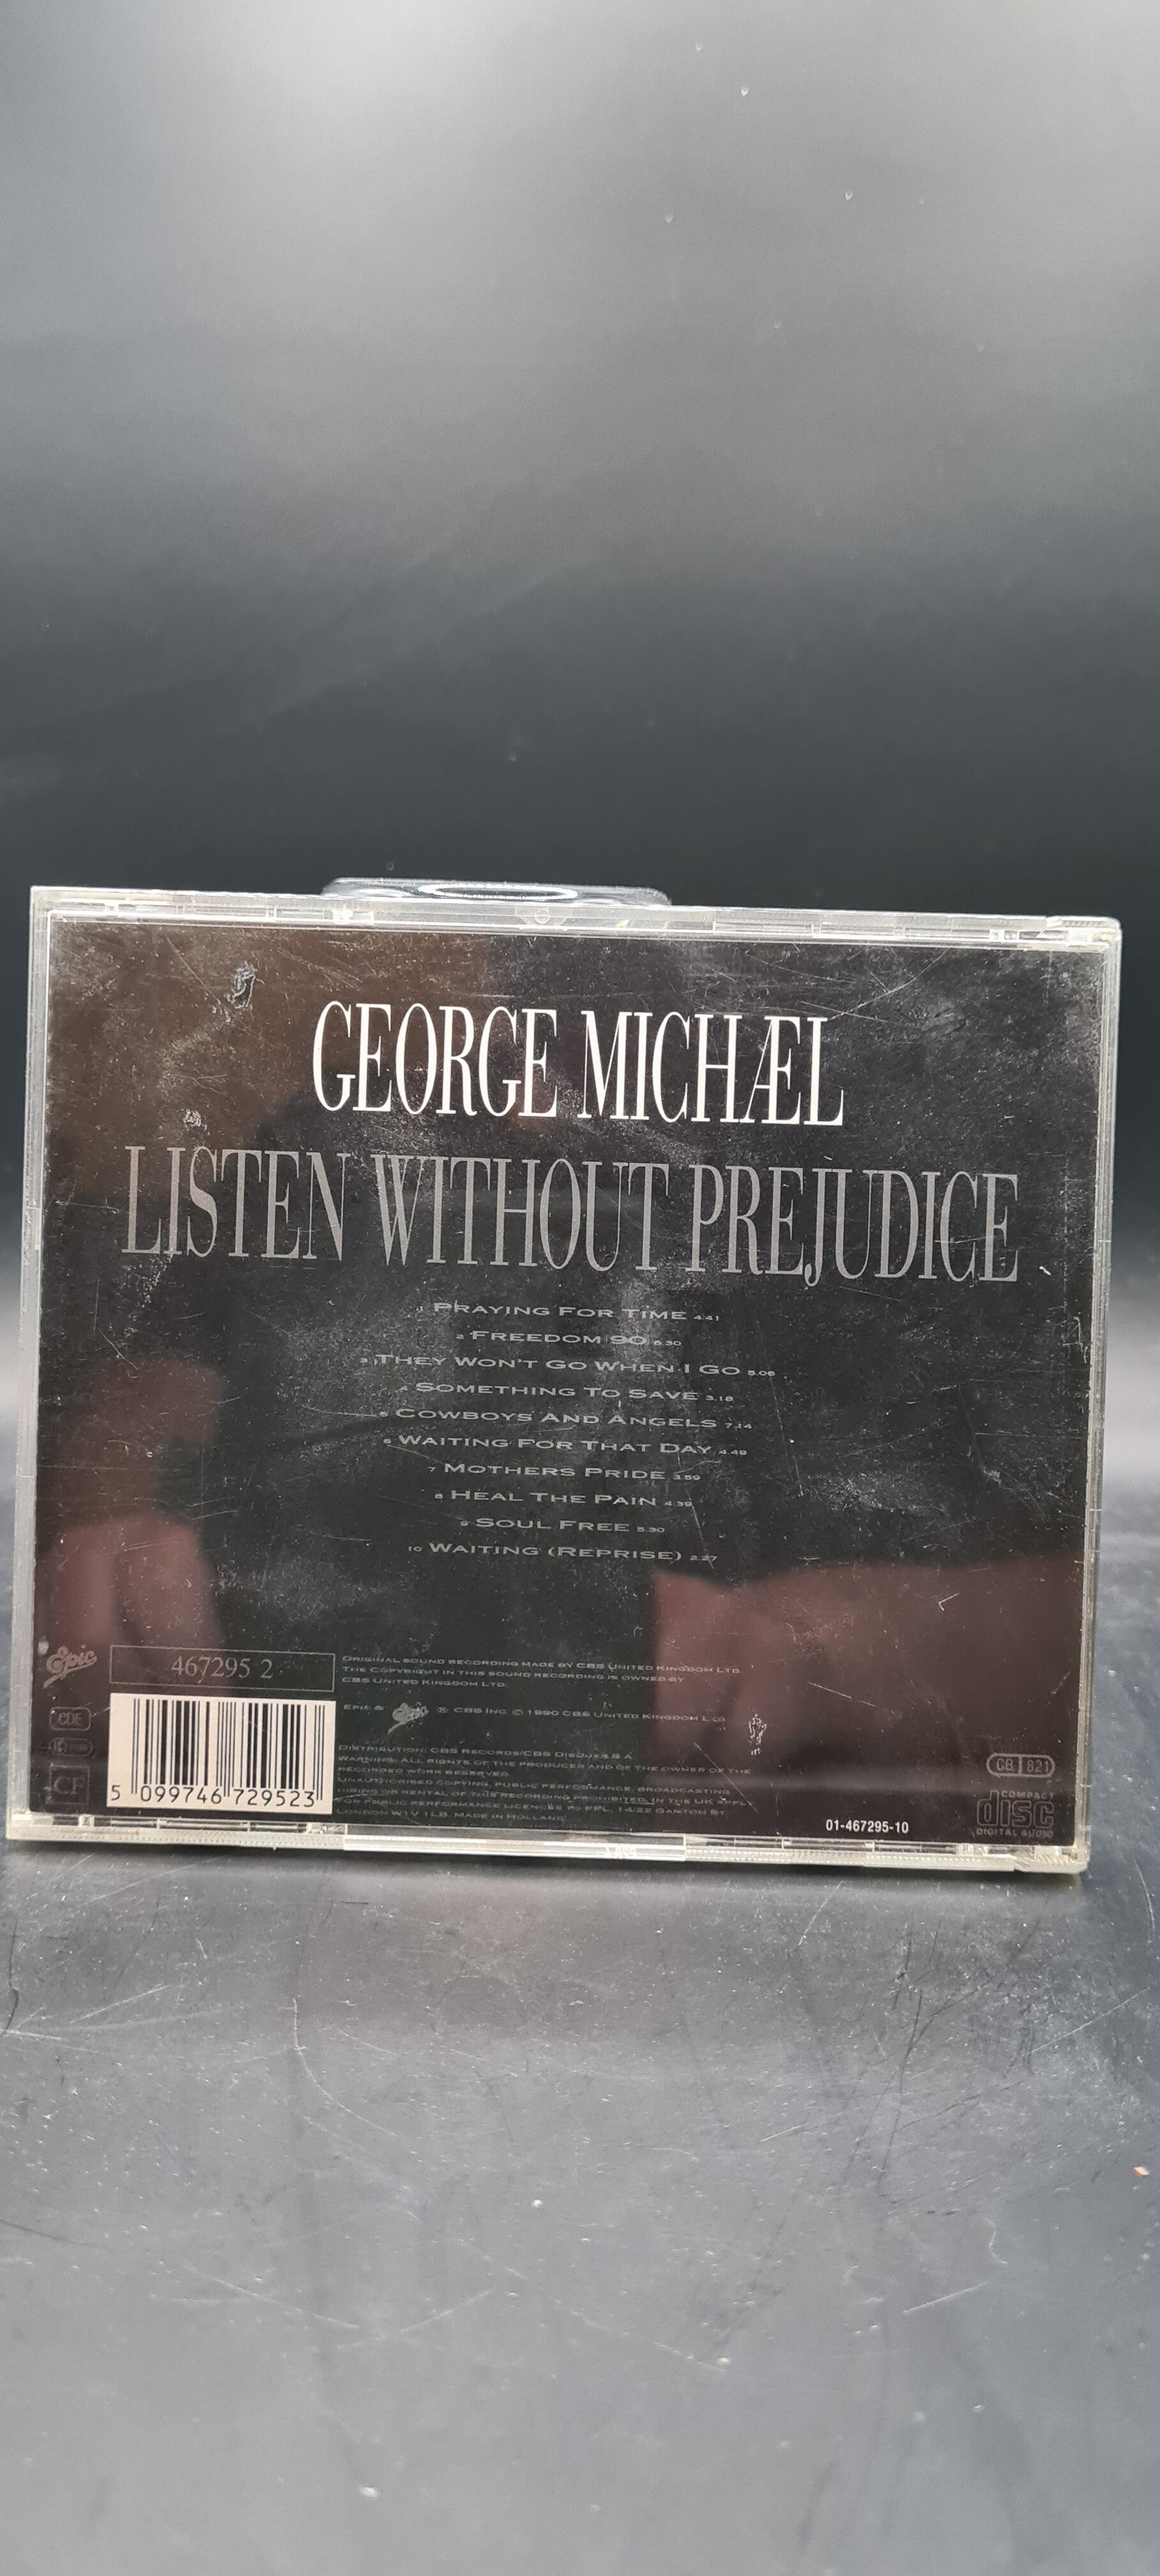 GEORGE MICHÆL
LISTEN WITHOUT PREJUDICE
1 PRAYING FOR TIME 4.41
2 FREEDOM 90 6.30
3 THEY WON'T GO WHEN I GO 5.06
4 SOMETHING TO SAVE 3.18
5 COWBOYS AND ANGELS 7.14
6 WAITING FOR THAT DAY 4.49
7 MOTHERS PRIDE 3.59
8 HEAL THE PAIN 4.39
9 SOUL FREE 5.30
10 WAITING (REPRISE) 2.27
Epic
467295 2
ORIGINAL SOUND RECORDING MADE BY CBS UNITED KINGDOM LTD.
THE COPYRIGHT IN THIS SOUND RECORDING IS OWNED BY
CBS UNITED KINGDOM LTD.
EPIC & Epic ® CBS INC. © 1990 CBS UNITED KINGDOM LTD
CDE
CF
5 099746 729523
DISTRIBUTION: CBS RECORDS/CBS DISQUES S.A.
WARNING: ALL RIGHTS OF THE PRODUCER AND OF THE OWNER OF THE
RECORDED WORK RESERVED.
UNAUTHORISED COPYING, PUBLIC PERFORMANCE, BROADCASTING
HIRING OR RENTAL OF THIS RECORDING PROHIBITED. IN THE UK APPLY
FOR PUBLIC PERFORMANCE LICENCES TO PPL, 14/22 GANTON ST
LONDON W1V 1LB. MADE IN HOLLAND
01-467295-10
CB 821
COMPACT
disc
DIGITAL AUDIO